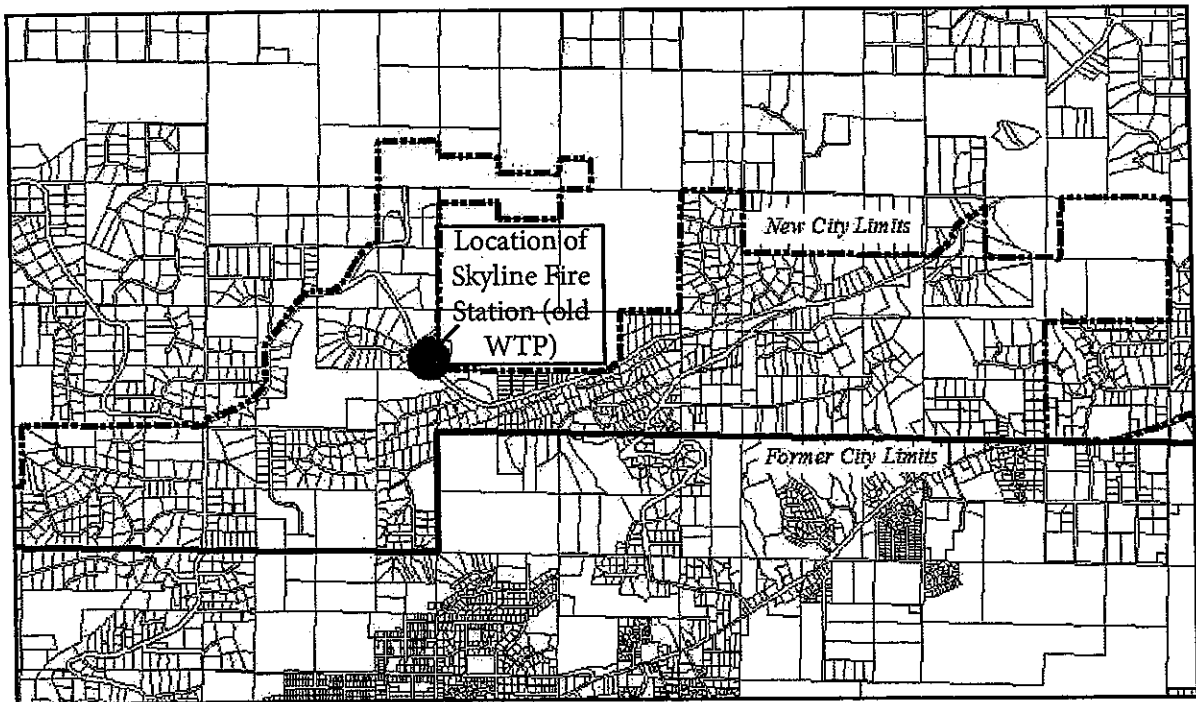 New City Limits
Location of
Skyline Fire
Station (old
WTP)
Former City Limits